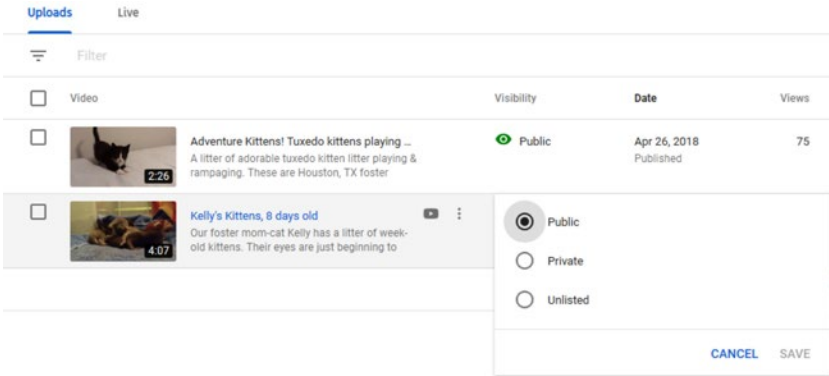 Uploads Live
Filter
Video Visibility Date Views
Adventure Kittens! Tuxedo kittens playing ... Public Apr 26, 2018 75
A litter of adorable tuxedo kitten litter playing & Published
rampaging. These are Houston, TX foster
2:26
Kelly's Kittens, 8 days old
Our foster mom-cat Kelly has a litter of week-
old kittens. Their eyes are just beginning to
4:07
Public
Private
Unlisted
CANCEL SAVE